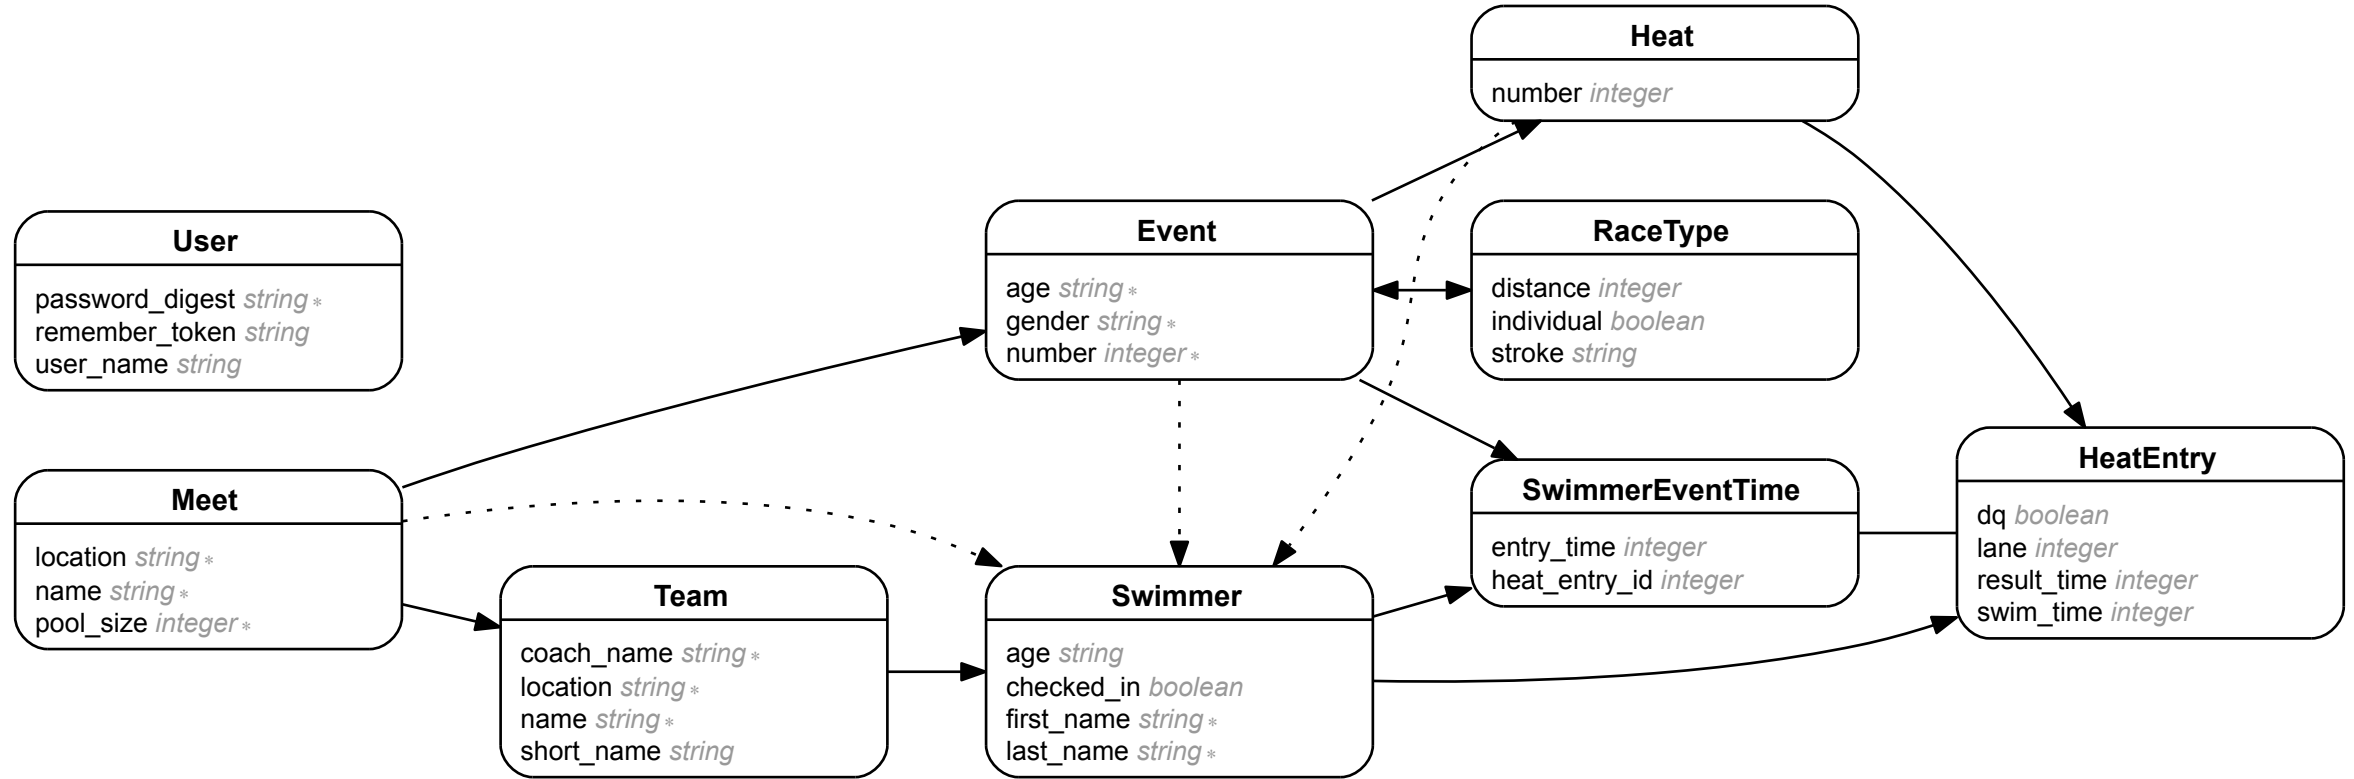 Heat
number integer
User
password_digest string *
remember_token string
user_name string
Event
age string *
gender string *
number integer *
RaceType
distance integer
individual boolean
stroke string
Meet
location string *
name string *
pool_size integer *
Team
coach_name string *
location string *
name string *
short_name string
Swimmer
age string
checked_in boolean
first_name string *
last_name string *
SwimmerEventTime
entry_time integer
heat_entry_id integer
HeatEntry
dq boolean
lane integer
result_time integer
swim_time integer